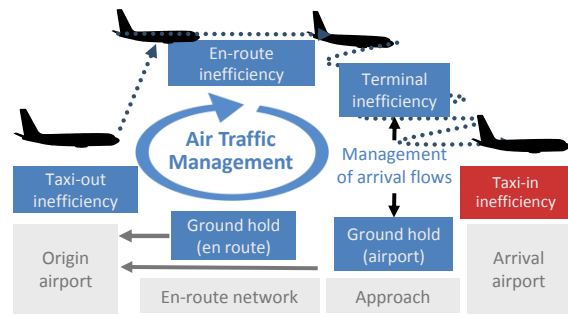 En-route
inefficiency
Terminal
inefficiency
Air Traffic
Management
Management
of arrival flows
Taxi-out
inefficiency
Taxi-in
inefficiency
Ground hold
(en route)
Ground hold
(airport)
Origin
airport
Arrival
airport
En-route network
Approach